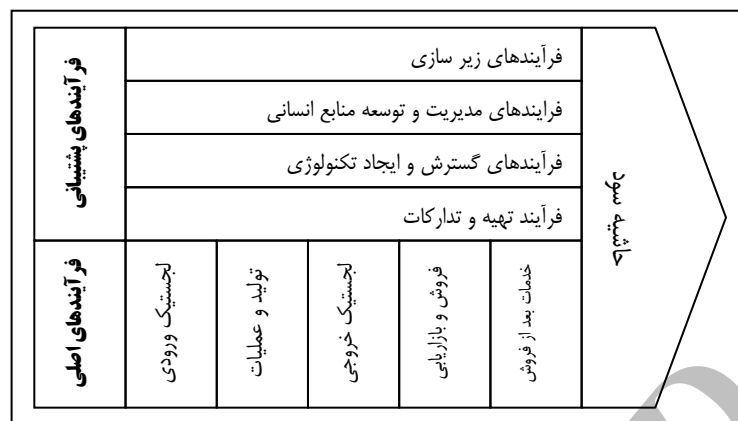 فرآیندهای پشتیبانی
فرآیندهای زیر سازی
فرایندهای مدیریت و توسعه منابع انسانی
فرآیندهای گسترش و ایجاد تکنولوژی
فرآیند تهیه و تدارکات
فرآیندهای اصلی
لجستیک ورودی
تولید و عملیات
لجستیک خروجی
فروش و بازاریابی
خدمات بعد از فروش
حاشیه سود